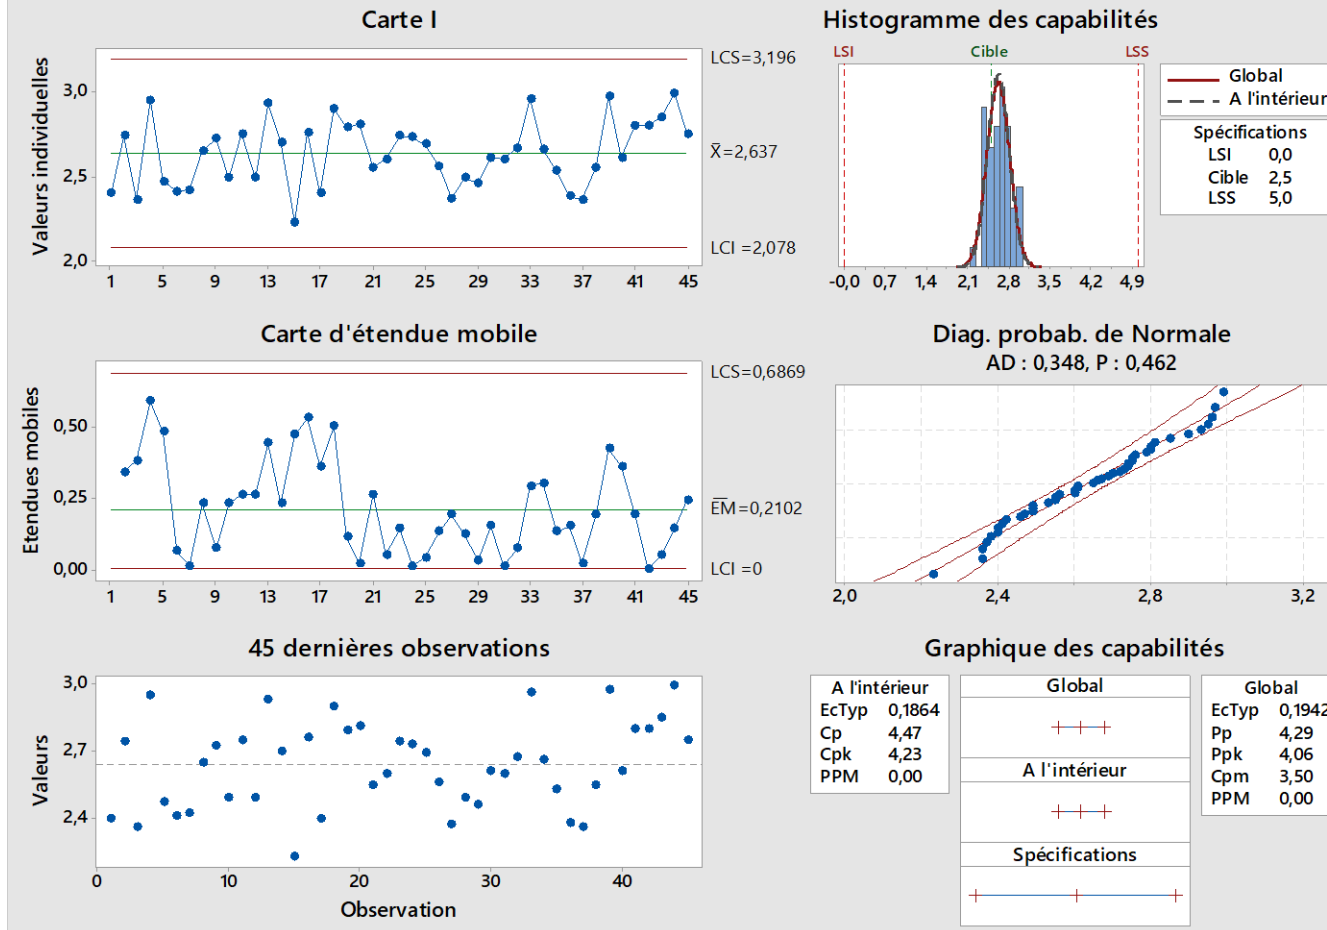 Carte I
Valeurs individuelles
3,0
2,5
2,0
LCS=3,196
X̄=2,637
LCI =2,078
1 5 9 13 17 21 25 29 33 37 41 45
Histogramme des capabilités
LSI Cible LSS
-0,0 0,7 1,4 2,1 2,8 3,5 4,2 4,9
Global
A l'intérieur
Spécifications
LSI 0,0
Cible 2,5
LSS 5,0
Carte d'étendue mobile
Etendues mobiles
0,50
0,25
0,00
LCS=0,6869
E̅M̅=0,2102
LCI =0
1 5 9 13 17 21 25 29 33 37 41 45
Diag. probab. de Normale
AD : 0,348, P : 0,462
2,0 2,4 2,8 3,2
45 dernières observations
Valeurs
3,0
2,7
2,4
0 10 20 30 40
Observation
Graphique des capabilités
A l'intérieur
EcTyp 0,1864
Cp 4,47
Cpk 4,23
PPM 0,00
Global
A l'intérieur
Spécifications
Global
EcTyp 0,1942
Pp 4,29
Ppk 4,06
Cpm 3,50
PPM 0,00